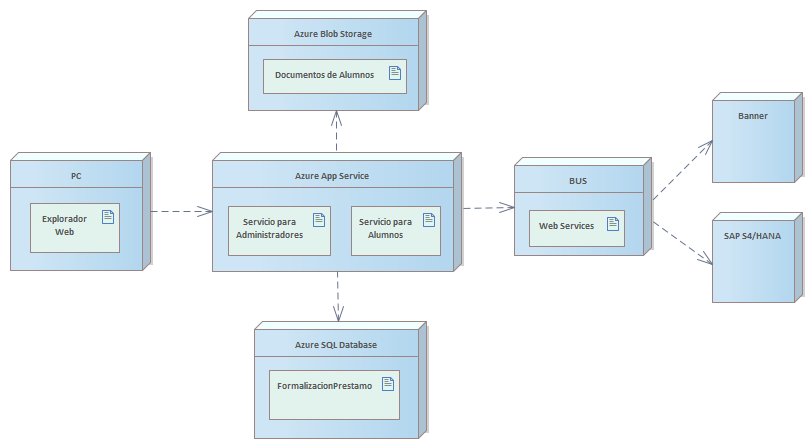 Azure Blob Storage
Documentos de Alumnos
PC
Explorador
Web
Azure App Service
Servicio para
Administradores
Servicio para
Alumnos
BUS
Web Services
Banner
SAP S4/HANA
Azure SQL Database
FormalizacionPrestamo